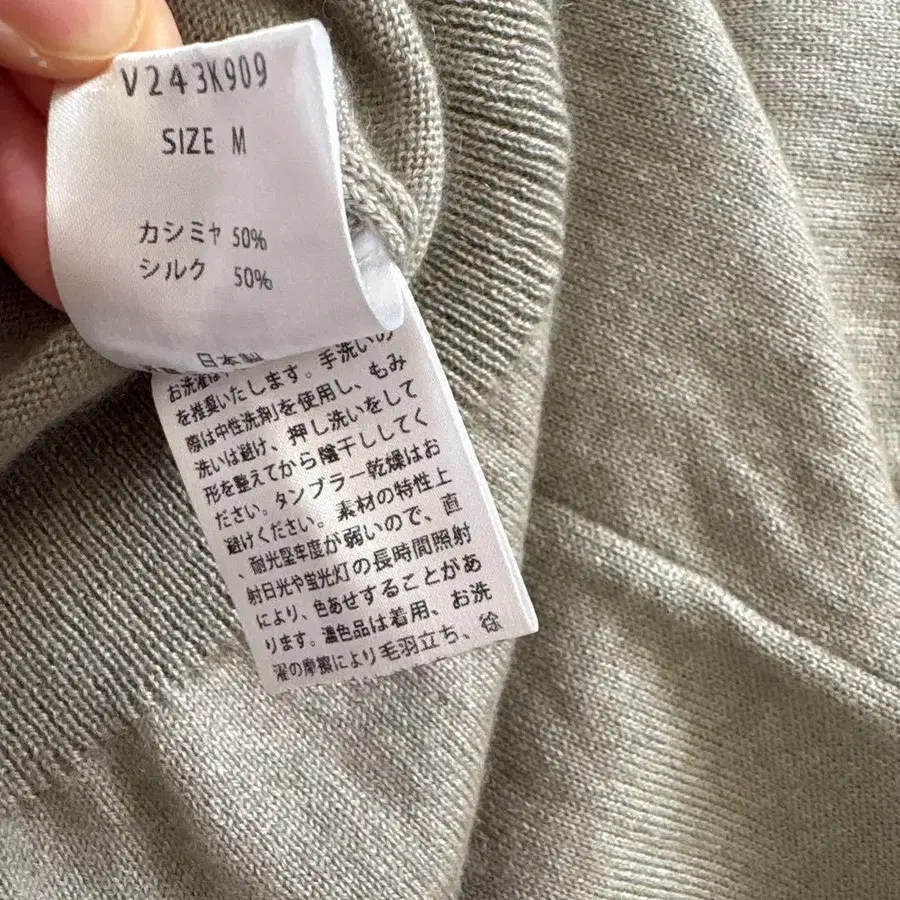 V243K909
SIZE M
カシミヤ 50%
シルク 50%
日本製
お洗濯は
を推奨いたします。手洗いの
際は中性洗剤を使用し、もみ
洗いは避け、押し洗いをして
形を整えてから陰干ししてく
ださい。タンブラー乾燥はお
避けください。素材の特性上
、耐光堅牢度が弱いので、直
射日光や蛍光灯の長時間照射
により、色あせすることがあ
ります。濃色品は着用、お洗
濯の摩擦により毛羽立ち、徐